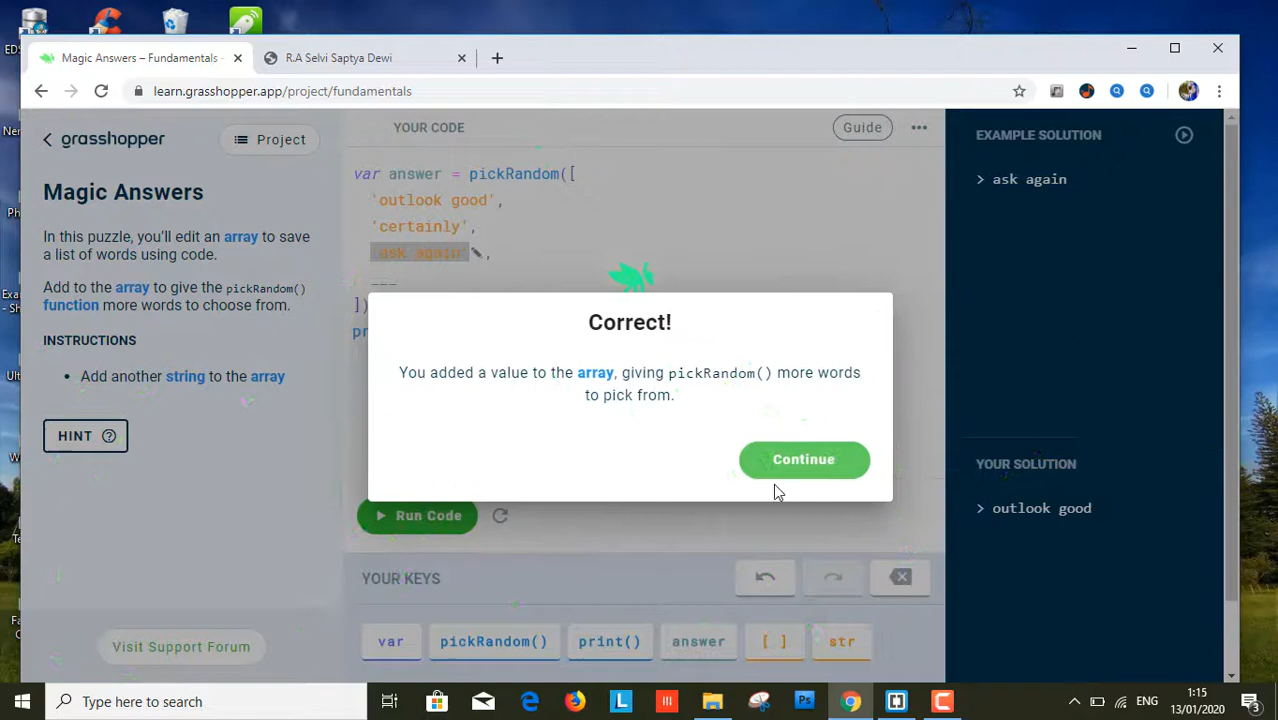 EDS
Magic Answers – Fundamentals -
R.A Selvi Saptya Dewi
learn.grasshopper.app/project/fundamentals
grasshopper
Project
Magic Answers
In this puzzle, you'll edit an array to save
a list of words using code.
Add to the array to give the pickRandom()
function more words to choose from.
INSTRUCTIONS
• Add another string to the array
HINT ?
Visit Support Forum
YOUR CODE
Guide
var answer = pickRandom([
'outlook good',
'certainly',
'ask again',
___
])
pr
Correct!
You added a value to the array, giving pickRandom() more words
to pick from.
Continue
Run Code
YOUR KEYS
var
pickRandom()
print()
answer
[ ]
str
EXAMPLE SOLUTION
> ask again
YOUR SOLUTION
> outlook good
Type here to search
L
Ps
ENG
1:15
13/01/2020
3